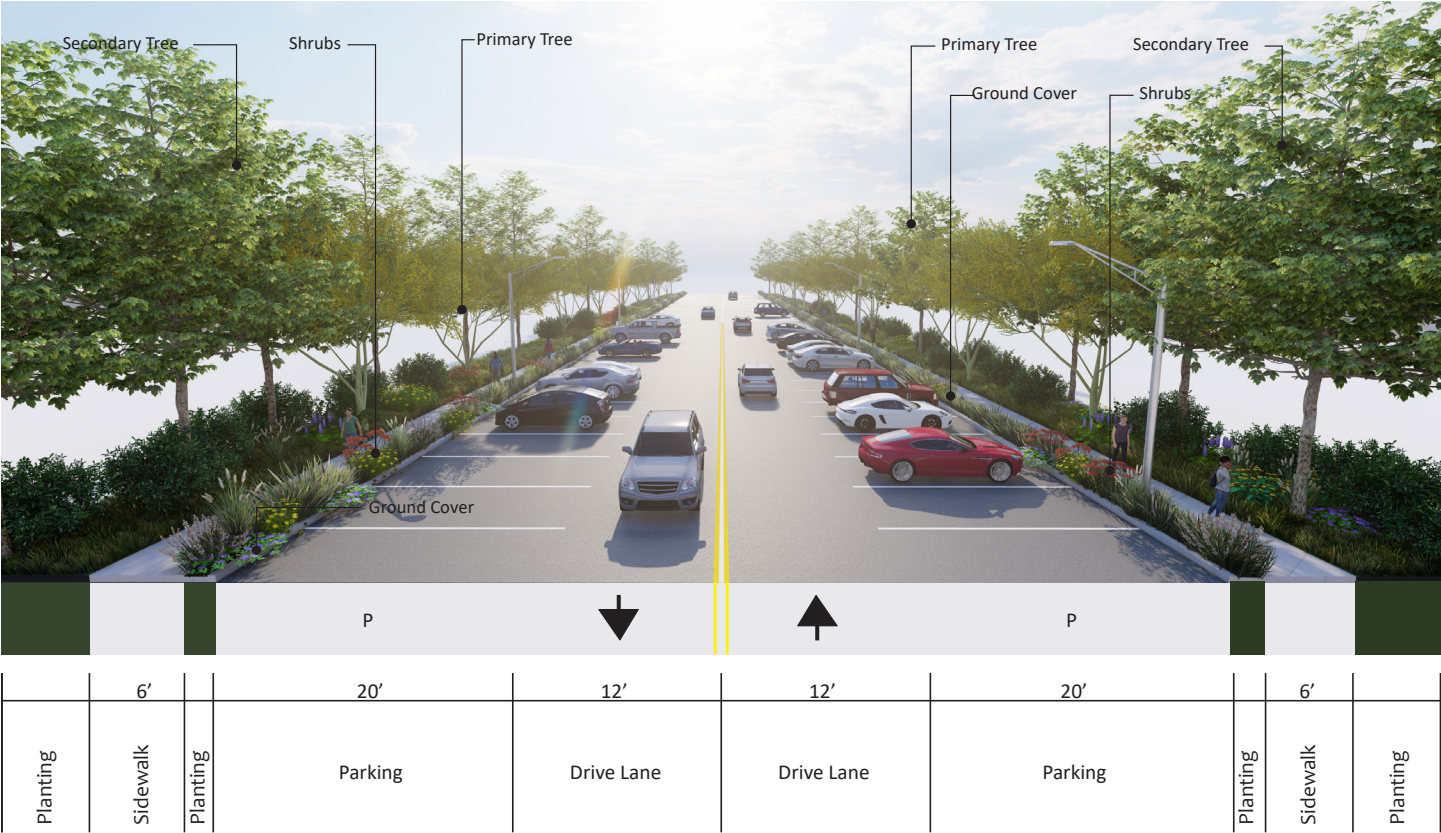 Secondary Tree
Shrubs
Primary Tree
Primary Tree
Secondary Tree
Ground Cover
Shrubs
Ground Cover
P
P
6’
20’
12’
12’
20’
6’
Planting
Sidewalk
Planting
Parking
Drive Lane
Drive Lane
Parking
Planting
Sidewalk
Planting